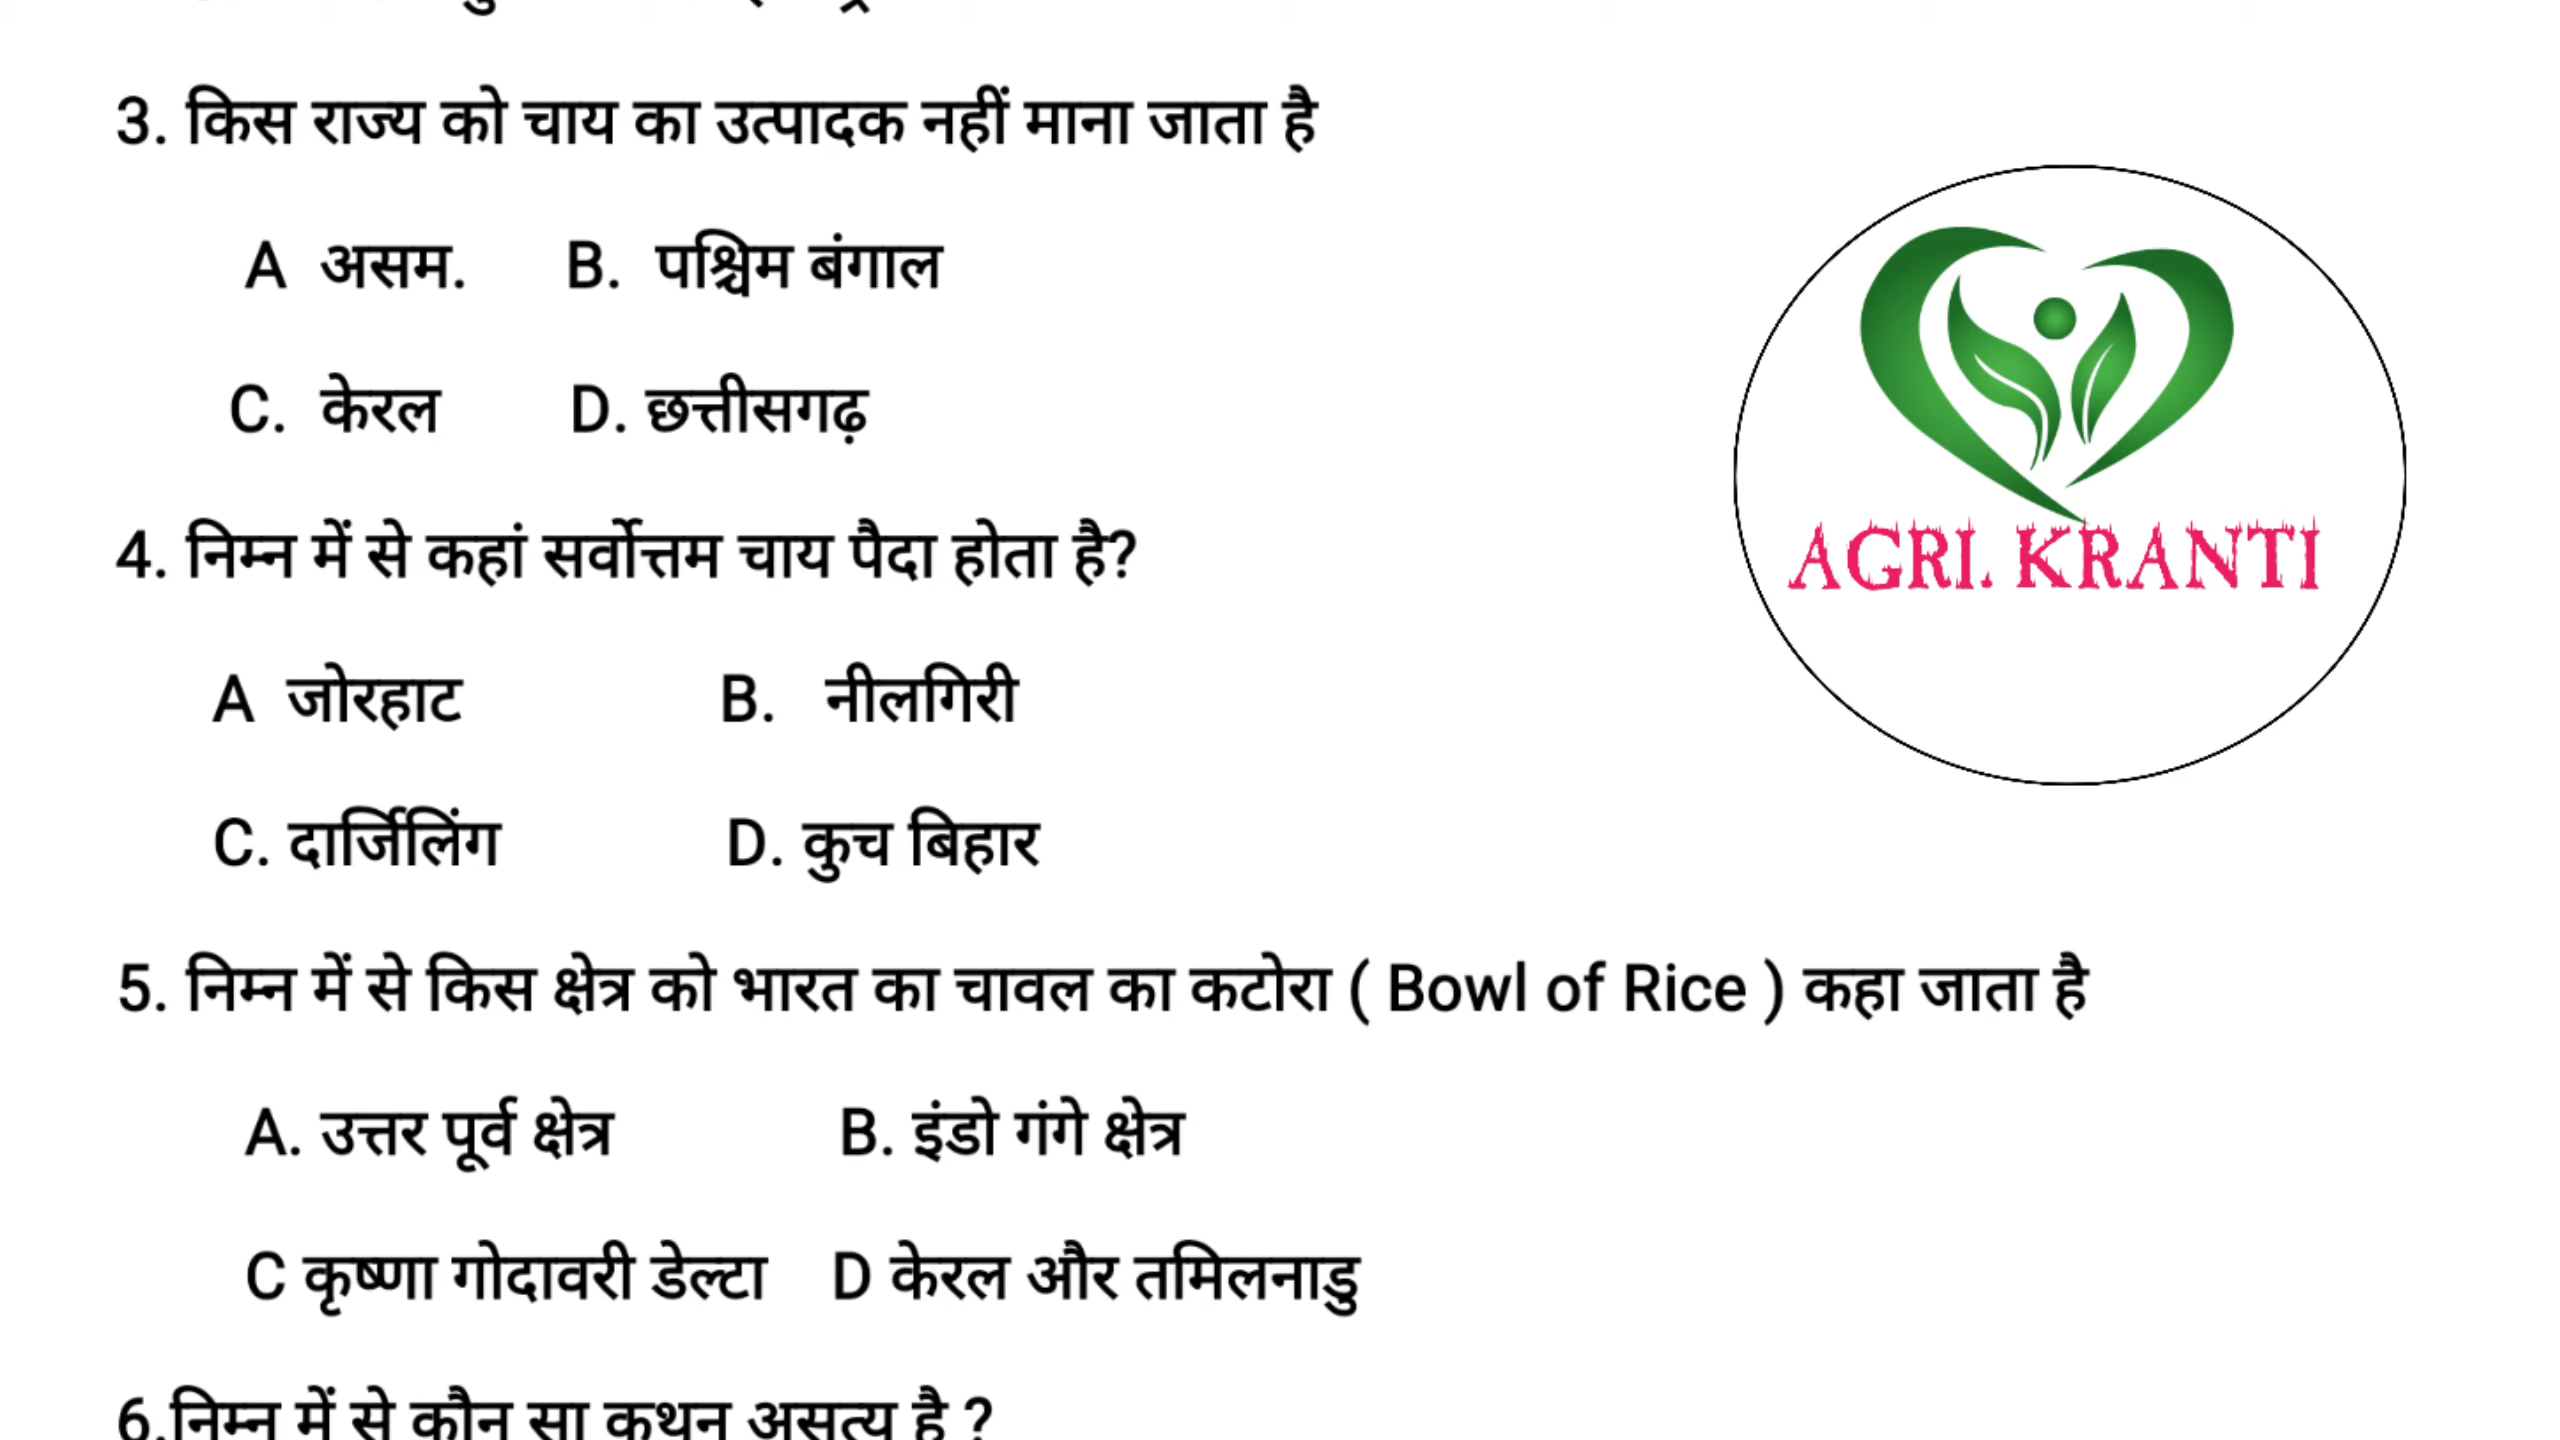 3. किस राज्य को चाय का उत्पादक नहीं माना जाता है
A असम. B. पश्चिम बंगाल
C. केरल D. छत्तीसगढ़
4. निम्न में से कहां सर्वोत्तम चाय पैदा होता है?
A जोरहाट B. नीलगिरी
C. दार्जिलिंग D. कुच बिहार
AGRI. KRANTI
5. निम्न में से किस क्षेत्र को भारत का चावल का कटोरा ( Bowl of Rice ) कहा जाता है
A. उत्तर पूर्व क्षेत्र B. इंडो गंगे क्षेत्र
C कृष्णा गोदावरी डेल्टा D केरल और तमिलनाडु
6.निम्न में से कौन सा कथन असत्य है ?